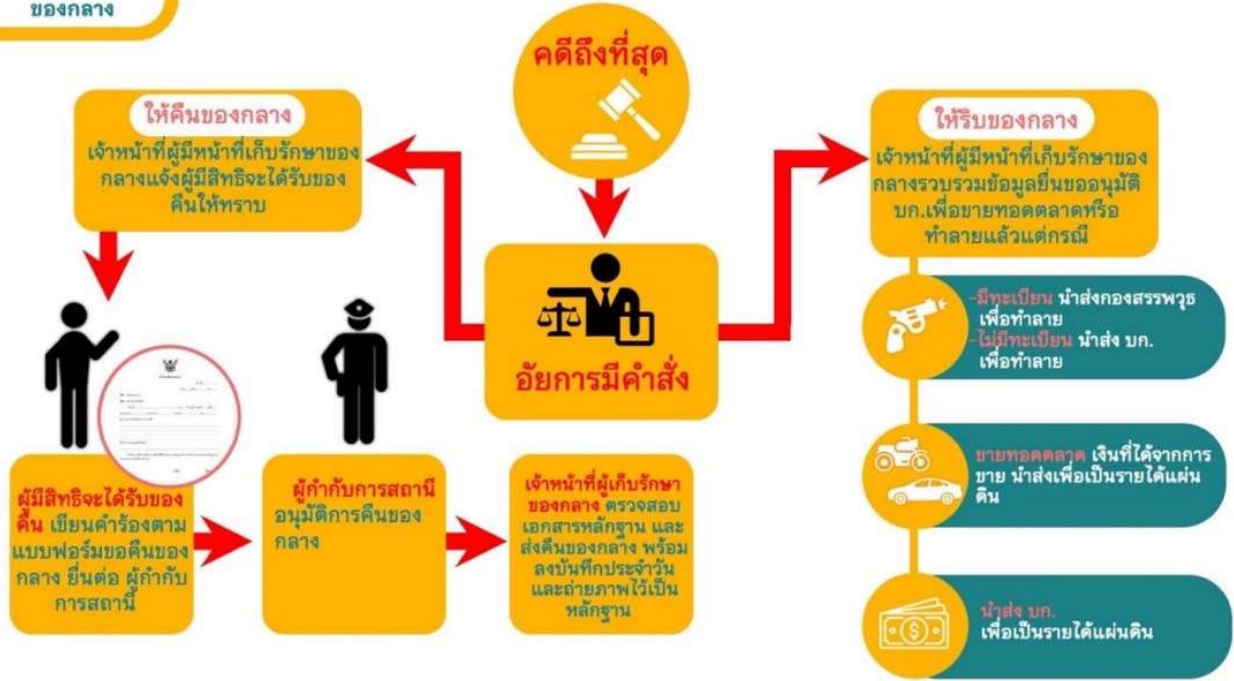 ของกลาง
คดีถึงที่สุด
ให้คืนของกลาง
เจ้าหน้าที่ผู้มีหน้าที่เก็บรักษาของ
กลางแจ้งผู้มีสิทธิจะได้รับของ
คืนให้ทราบ
ให้ริบของกลาง
เจ้าหน้าที่ผู้มีหน้าที่เก็บรักษาของ
กลางรวบรวมข้อมูลยื่นขออนุมัติ
บก.เพื่อขายทอดตลาดหรือ
ทำลายแล้วแต่กรณี
อัยการมีคำสั่ง
-มีทะเบียน นำส่งกองสรรพวุธ
เพื่อทำลาย
-ไม่มีทะเบียน นำส่ง บก.
เพื่อทำลาย
ขายทอดตลาด เงินที่ได้จากการ
ขาย นำส่งเพื่อเป็นรายได้แผ่น
ดิน
นำส่ง บก.
เพื่อเป็นรายได้แผ่นดิน
ผู้มีสิทธิจะได้รับของ
คืน เขียนคำร้องตาม
แบบฟอร์มขอคืนของ
กลาง ยื่นต่อ ผู้กำกับ
การสถานี
ผู้กำกับการสถานี
อนุมัติการคืนของ
กลาง
เจ้าหน้าที่ผู้เก็บรักษา
ของกลาง ตรวจสอบ
เอกสารหลักฐาน และ
ส่งคืนของกลาง พร้อม
ลงบันทึกประจำวัน
และถ่ายภาพไว้เป็น
หลักฐาน